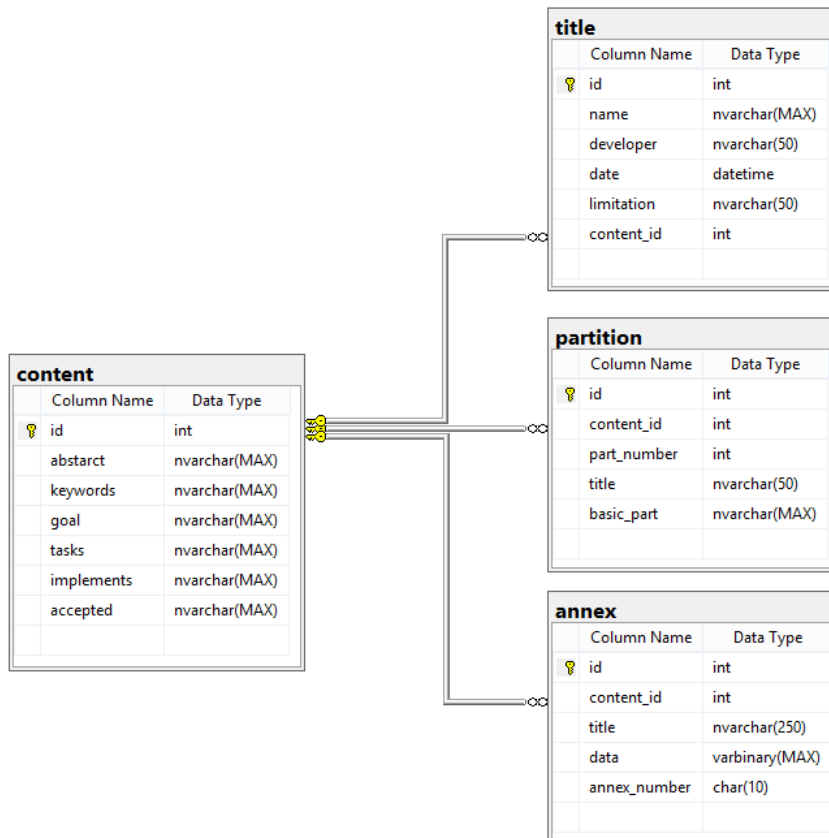 title
Column Name Data Type
id int
name nvarchar(MAX)
developer nvarchar(50)
date datetime
limitation nvarchar(50)
content_id int
partition
Column Name Data Type
id int
content_id int
part_number int
title nvarchar(50)
basic_part nvarchar(MAX)
content
Column Name Data Type
id int
abstarct nvarchar(MAX)
keywords nvarchar(MAX)
goal nvarchar(MAX)
tasks nvarchar(MAX)
implements nvarchar(MAX)
accepted nvarchar(MAX)
annex
Column Name Data Type
id int
content_id int
title nvarchar(250)
data varbinary(MAX)
annex_number char(10)